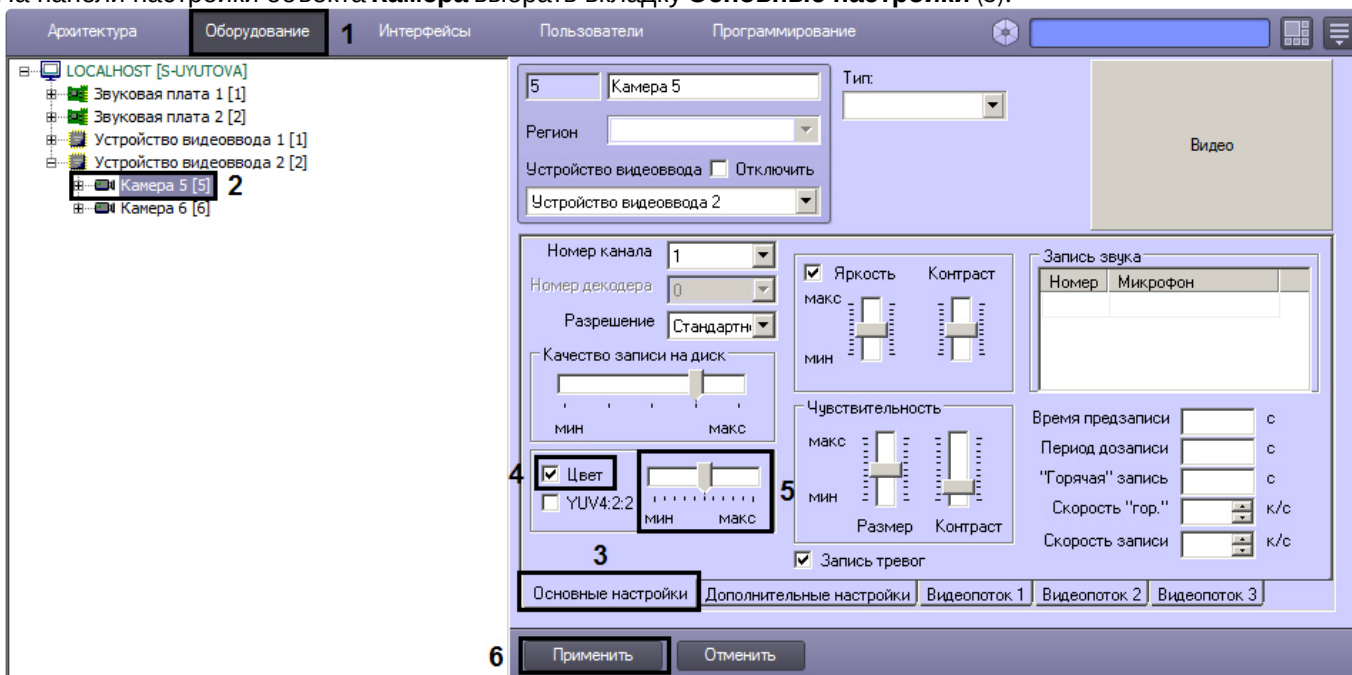 На панели настройки объекта Камера выбрать вкладку Основные настройки (3).
Архитектура Оборудование 1 Интерфейсы Пользователи Программирование
LOCALHOST [S-UYUTOVA]
Звуковая плата 1 [1]
Звуковая плата 2 [2]
Устройство видеоввода 1 [1]
Устройство видеоввода 2 [2]
Камера 5 [5] 2
Камера 6 [6]
5 Камера 5
Тип:
Регион
Устройство видеоввода Отключить
Устройство видеоввода 2
Видео
Номер канала 1
Номер декодера 0
Разрешение Стандартн
Качество записи на диск
мин макс
4 Цвет
YUV4:2:2
мин макс
5
3
Яркость Контраст
макс
мин
Чувствительность
макс
мин
Размер Контраст
Запись тревог
Запись звука
Номер Микрофон
Время предзаписи с
Период дозаписи с
"Горячая" запись с
Скорость "гор." к/с
Скорость записи к/с
Основные настройки Дополнительные настройки Видеопоток 1 Видеопоток 2 Видеопоток 3
6 Применить Отменить